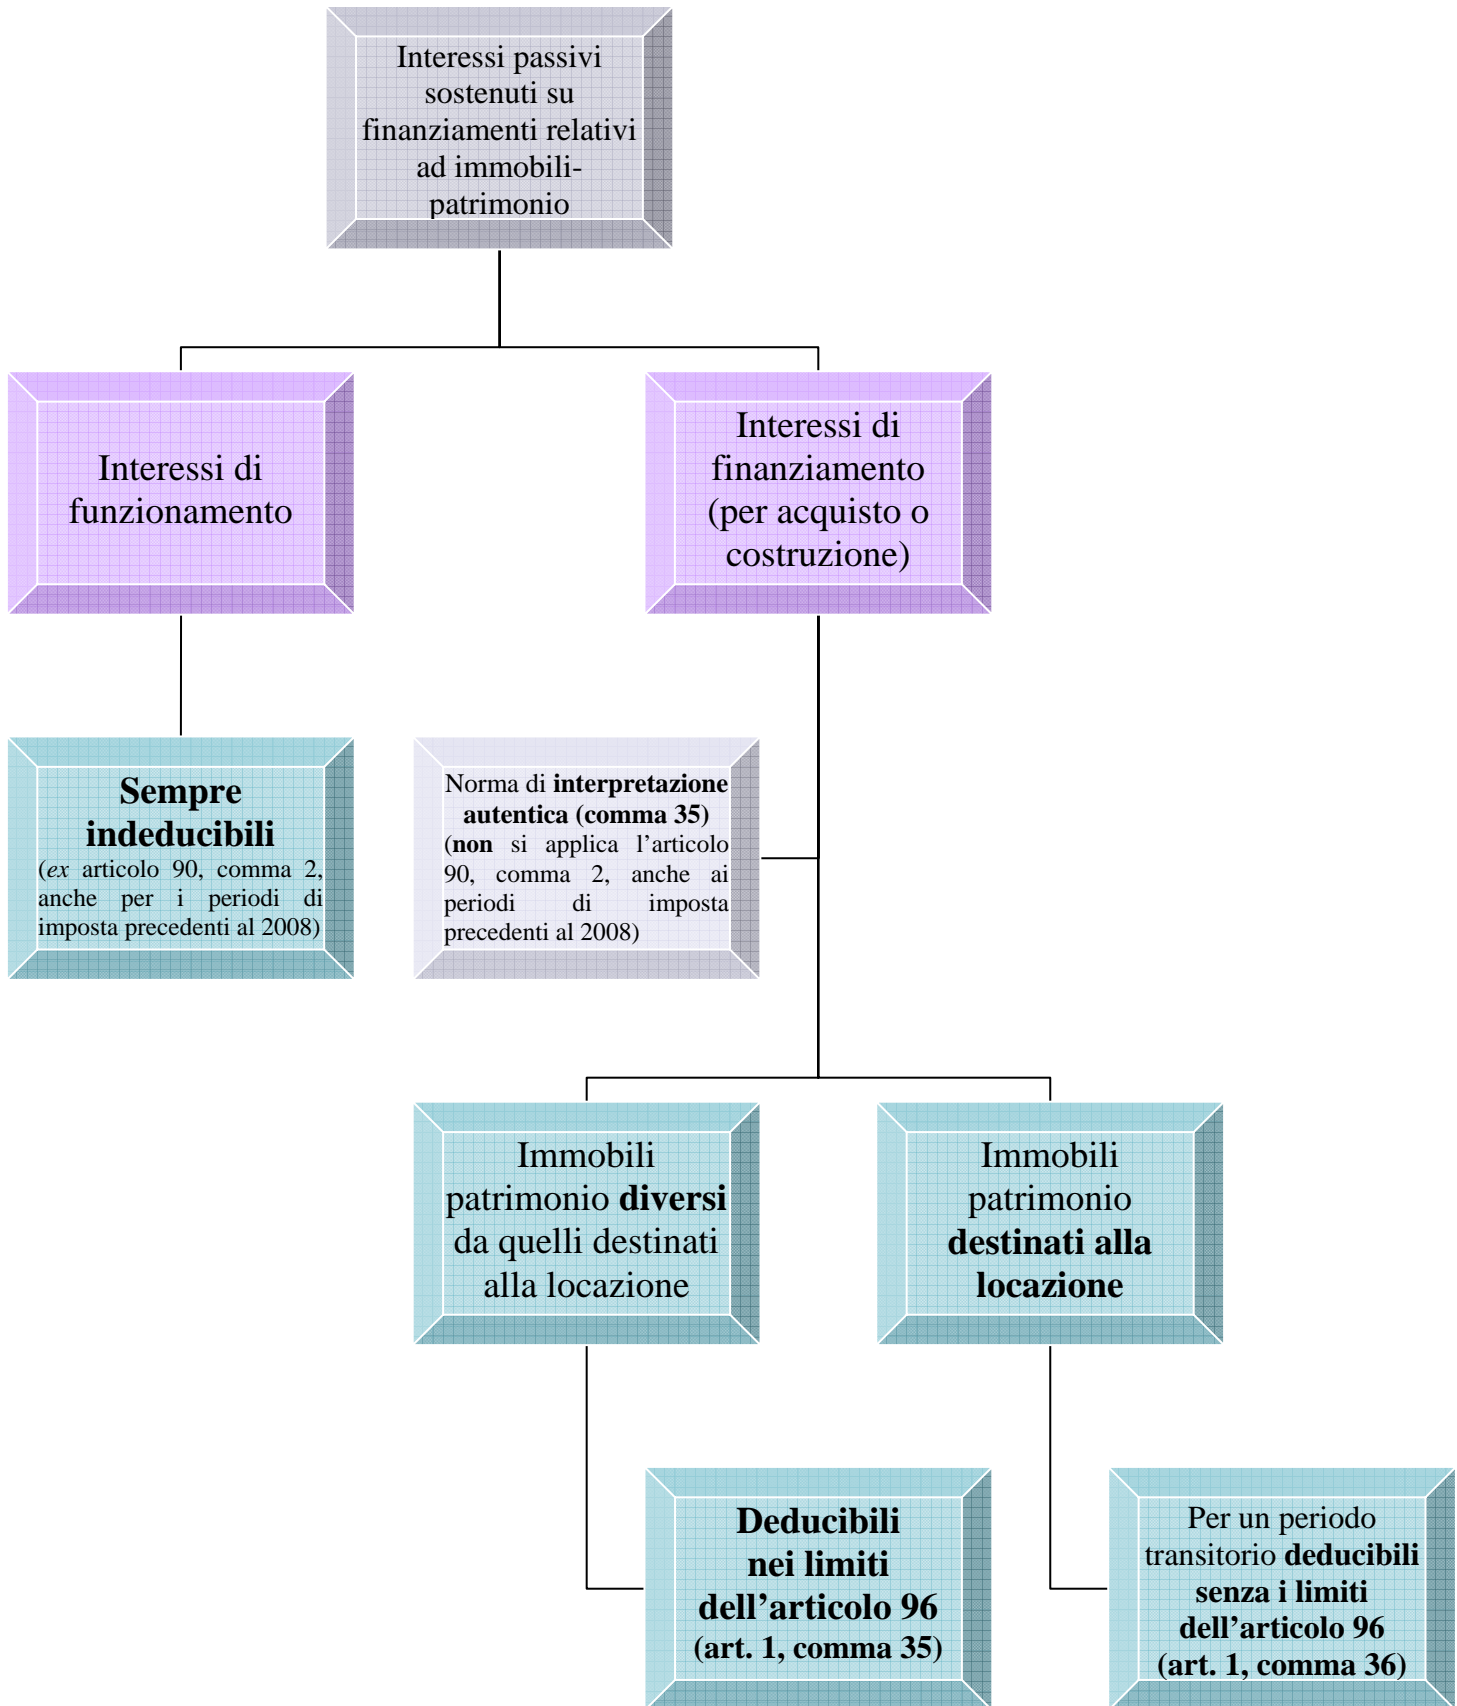 Interessi passivi
sostenuti su
finanziamenti relativi
ad immobili-
patrimonio
Interessi di
funzionamento
Interessi di
finanziamento
(per acquisto o
costruzione)
Sempre
indeducibili
(ex articolo 90, comma 2,
anche per i periodi di
imposta precedenti al 2008)
Norma di interpretazione
autentica (comma 35)
(non si applica l’articolo
90, comma 2, anche ai
periodi di imposta
precedenti al 2008)
Immobili
patrimonio diversi
da quelli destinati
alla locazione
Immobili
patrimonio
destinati alla
locazione
Deducibili
nei limiti
dell’articolo 96
(art. 1, comma 35)
Per un periodo
transitorio deducibili
senza i limiti
dell’articolo 96
(art. 1, comma 36)